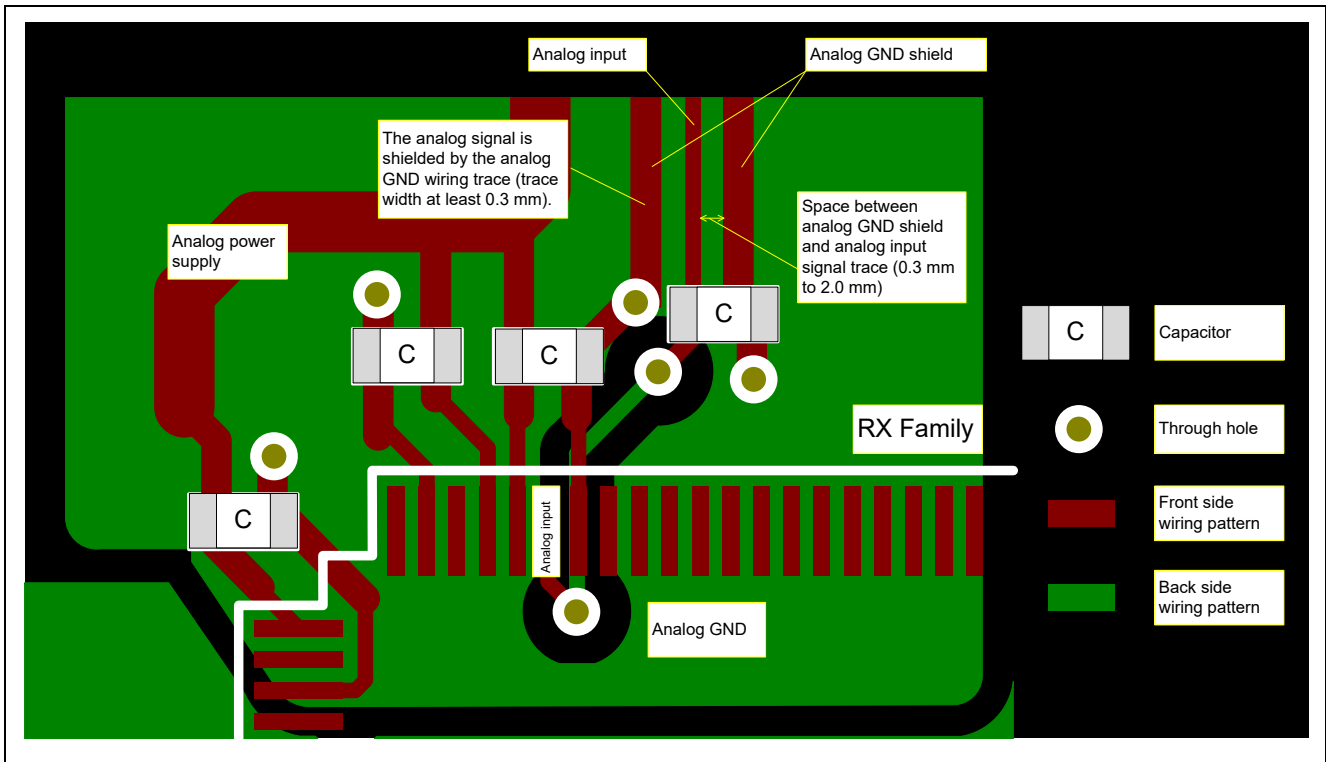 Analog input
Analog GND shield
The analog signal is
shielded by the analog
GND wiring trace (trace
width at least 0.3 mm).
Space between
analog GND shield
and analog input
signal trace (0.3 mm
to 2.0 mm)
Analog power
supply
C
C
C
C
C
Capacitor
RX Family
Through hole
Analog input
Front side
wiring pattern
Back side
wiring pattern
Analog GND